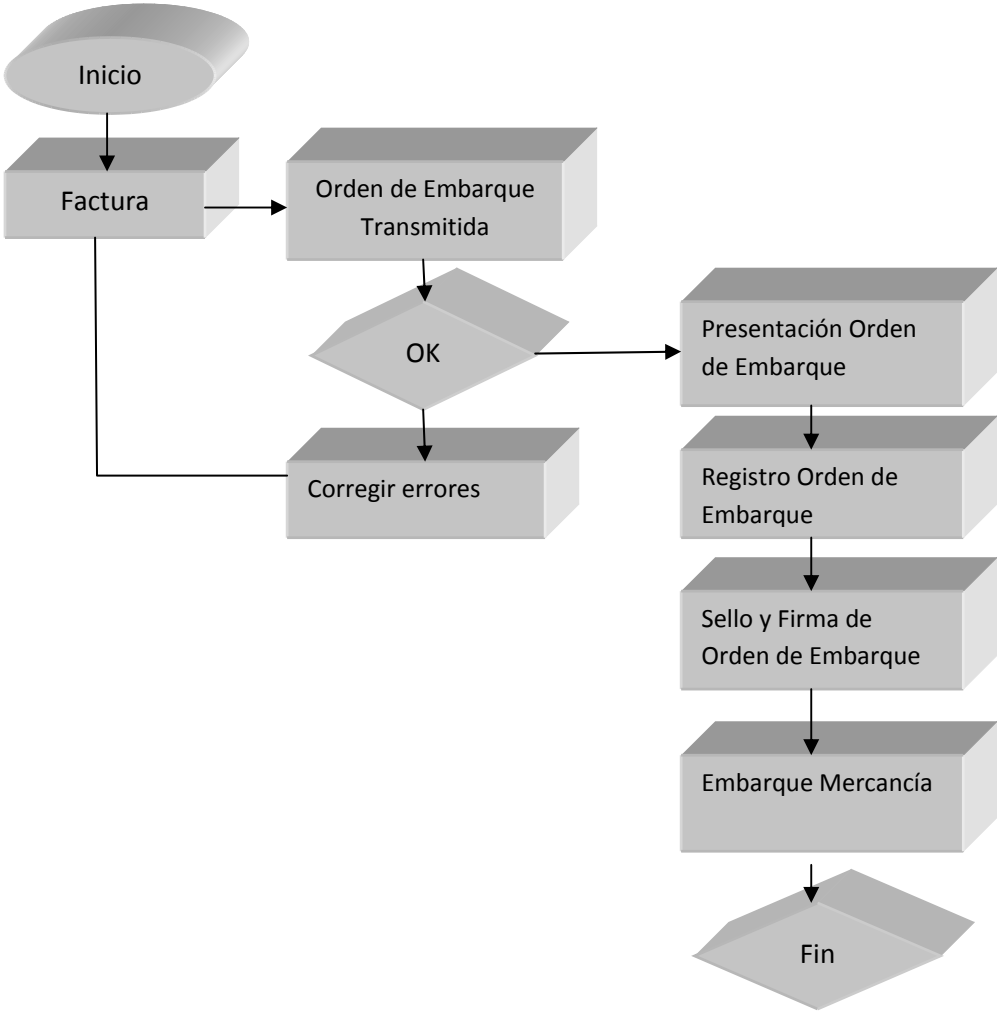 Inicio
Factura
Orden de Embarque
Transmitida
OK
Presentación Orden
de Embarque
Corregir errores
Registro Orden de
Embarque
Sello y Firma de
Orden de Embarque
Embarque Mercancía
Fin